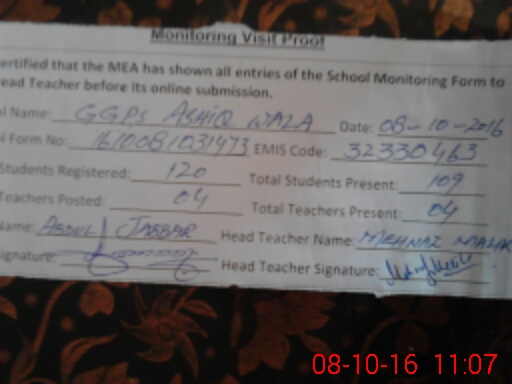 Monitoring Visit Proof
ertified that the MEA has shown all entries of the School Monitoring Form to
ead Teacher before its online submission.
l Name: GGPS ASHIQ WALA Date: 08-10-2016
l Form No: 1610081031473 EMIS Code: 32330463
Students Registered: 120 Total Students Present: 109
Teachers Posted: 04 Total Teachers Present: 04
Name: ABDUL JABBAR Head Teacher Name: MEHNAZ MALIK
ignature: Head Teacher Signature:
08-10-16 11:07